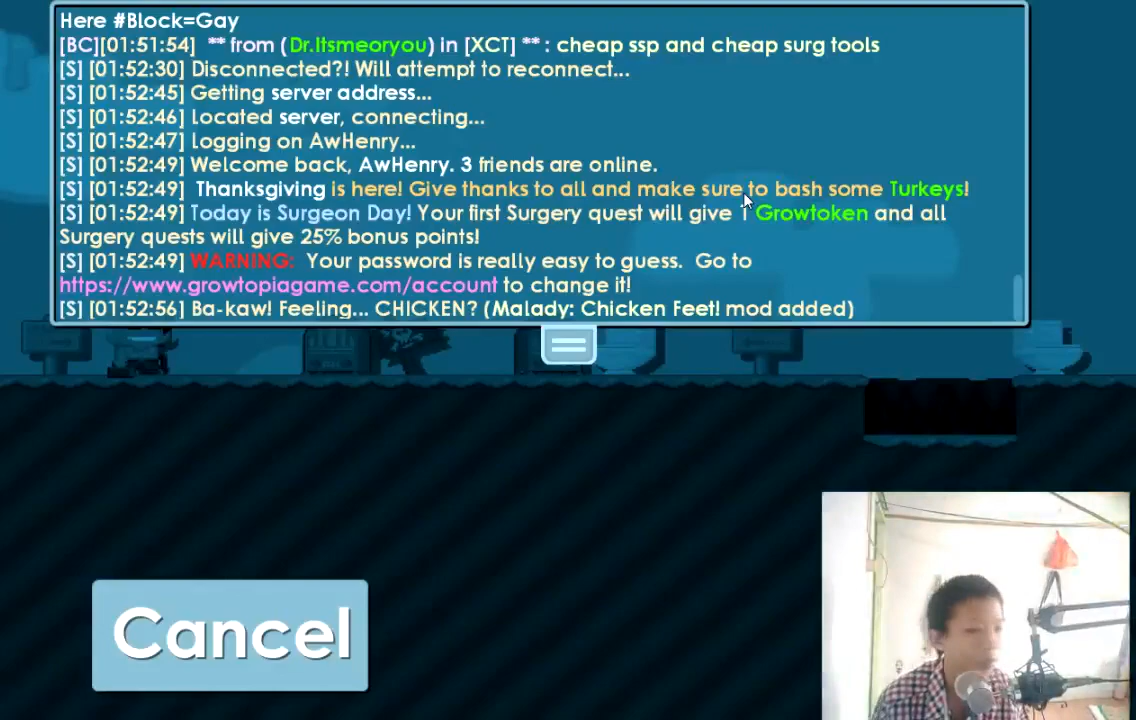 Here #Block=Gay
[BC][01:51:54] ** from (Dr.Itsmeoryou) in [XCT] ** : cheap ssp and cheap surg tools
[S] [01:52:30] Disconnected?! Will attempt to reconnect...
[S] [01:52:45] Getting server address...
[S] [01:52:46] Located server, connecting...
[S] [01:52:47] Logging on AwHenry...
[S] [01:52:49] Welcome back, AwHenry. 3 friends are online.
[S] [01:52:49] Thanksgiving is here! Give thanks to all and make sure to bash some Turkeys!
[S] [01:52:49] Today is Surgeon Day! Your first Surgery quest will give 1 Growtoken and all
Surgery quests will give 25% bonus points!
[S] [01:52:49] WARNING: Your password is really easy to guess. Go to
https://www.growtopiagame.com/account to change it!
[S] [01:52:56] Ba-kaw! Feeling... CHICKEN? (Malady: Chicken Feet! mod added)
Cancel